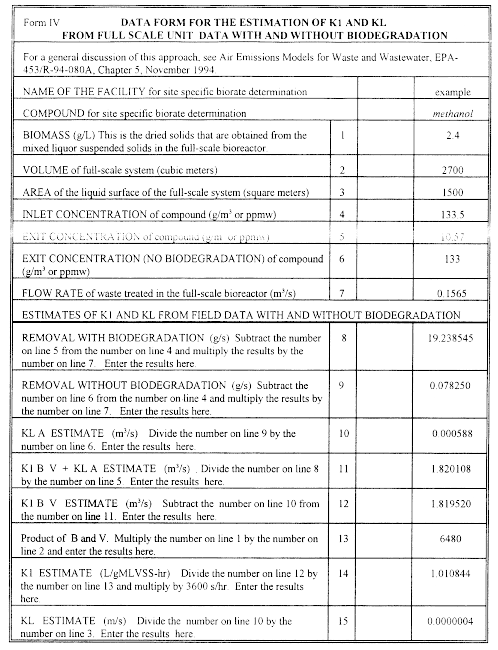 Form IV DATA FORM FOR THE ESTIMATION OF K1 AND KL
FROM FULL SCALE UNIT DATA WITH AND WITHOUT BIODEGRADATION
For a general discussion of this approach, see Air Emissions Models for Waste and Wastewater, EPA-
453/R-94-080A, Chapter 5, November 1994.
NAME OF THE FACILITY for site specific biorate determination example
COMPOUND for site specific biorate determination methanol
BIOMASS (g/L) This is the dried solids that are obtained from the 1 2.4
mixed liquor suspended solids in the full-scale bioreactor.
VOLUME of full-scale system (cubic meters) 2 2700
AREA of the liquid surface of the full-scale system (square meters) 3 1500
INLET CONCENTRATION of compound (g/m³ or ppmw) 4 133.5
EXIT CONCENTRATION of compound (g/m³ or ppmw) 5 10.57
EXIT CONCENTRATION (NO BIODEGRADATION) of compound 6 133
(g/m³ or ppmw)
FLOW RATE of waste treated in the full-scale bioreactor (m³/s) 7 0.1565
ESTIMATES OF K1 AND KL FROM FIELD DATA WITH AND WITHOUT BIODEGRADATION
REMOVAL WITH BIODEGRADATION (g/s) Subtract the number 8 19.238545
on line 5 from the number on line 4 and multiply the results by the
number on line 7. Enter the results here.
REMOVAL WITHOUT BIODEGRADATION (g/s) Subtract the 9 0.078250
number on line 6 from the number on line 4 and multiply the results by
the number on line 7. Enter the results here.
KL A ESTIMATE (m³/s) Divide the number on line 9 by the 10 0.000588
number on line 6. Enter the results here.
K1 B V + KL A ESTIMATE (m³/s) . Divide the number on line 8 11 1.820108
by the number on line 5 Enter the results here.
K1 B V ESTIMATE (m³/s) Subtract the number on line 10 from 12 1.819520
the number on line 11. Enter the results here.
Product of B and V. Multiply the number on line 1 by the number on 13 6480
line 2 and enter the results here.
K1 ESTIMATE (L/gMLVSS-hr) Divide the number on line 12 by 14 1.010844
the number on line 13 and multiply by 3600 s/hr. Enter the results
here.
KL ESTIMATE (m/s) Divide the number on line 10 by the 15 0.0000004
number on line 3. Enter the results here.